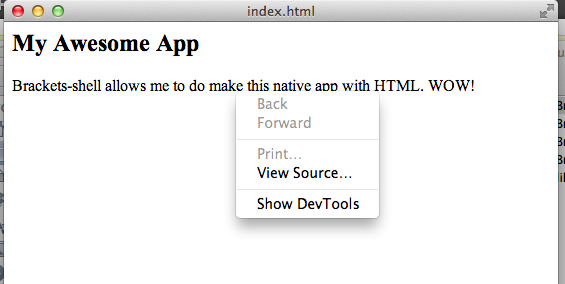 index.html
My Awesome App
Brackets-shell allows me to do make this native app with HTML. WOW!
Back
Forward
Print...
View Source...
Show DevTools